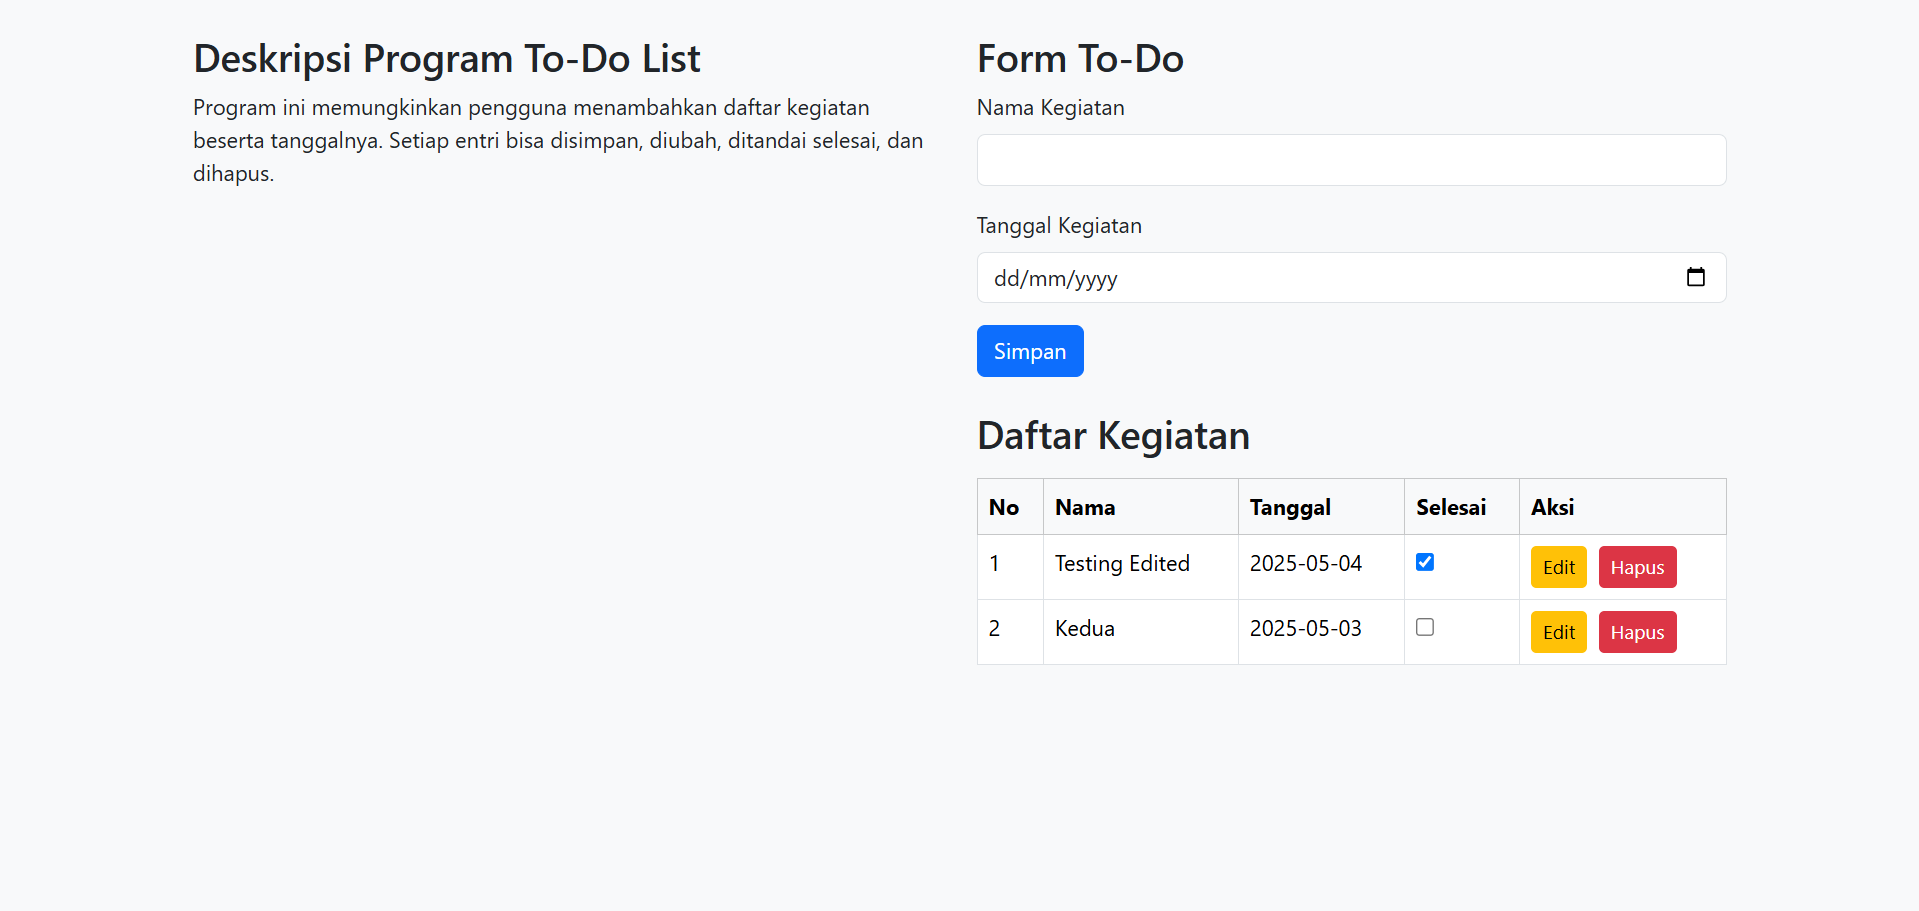 Deskripsi Program To-Do List
Program ini memungkinkan pengguna menambahkan daftar kegiatan
beserta tanggalnya. Setiap entri bisa disimpan, diubah, ditandai selesai, dan
dihapus.
Form To-Do
Nama Kegiatan
Tanggal Kegiatan
dd/mm/yyyy
Simpan
Daftar Kegiatan
No Nama Tanggal Selesai Aksi
1 Testing Edited 2025-05-04 Edit Hapus
2 Kedua 2025-05-03 Edit Hapus